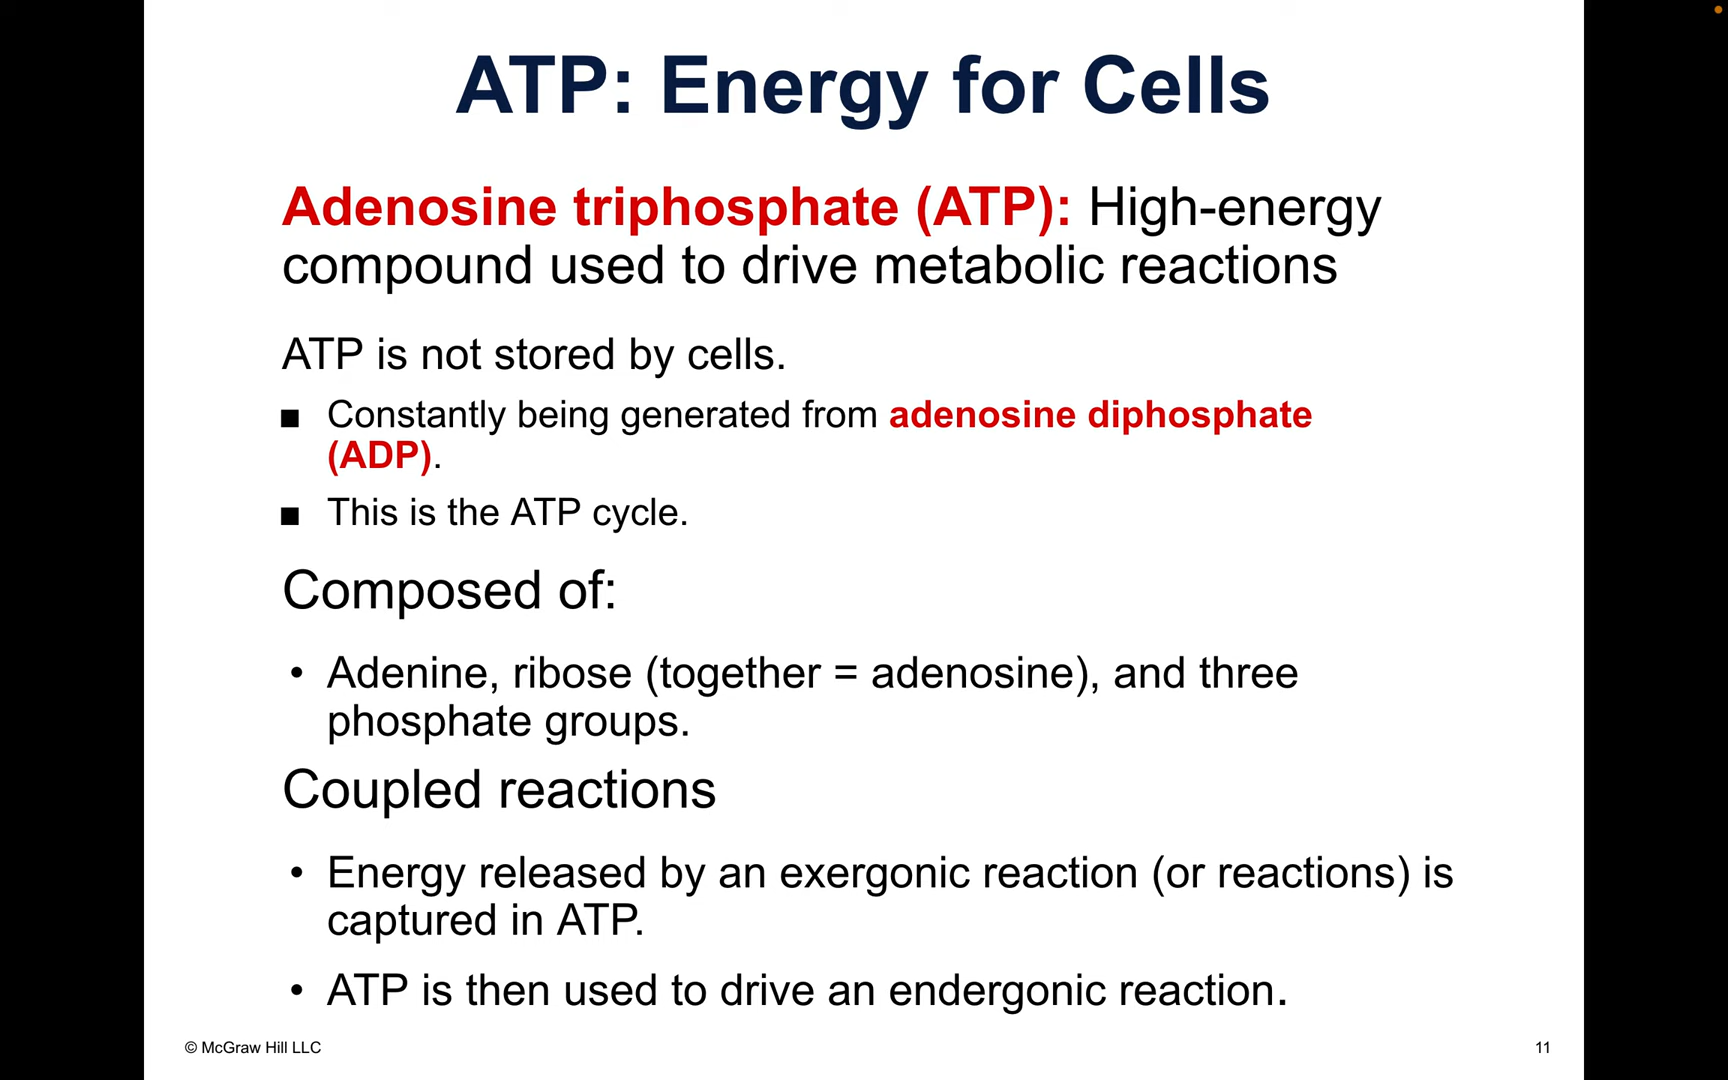 ATP: Energy for Cells
Adenosine triphosphate (ATP): High-energy
compound used to drive metabolic reactions
ATP is not stored by cells.
■ Constantly being generated from adenosine diphosphate
(ADP).
■ This is the ATP cycle.
Composed of:
• Adenine, ribose (together = adenosine), and three
phosphate groups.
Coupled reactions
• Energy released by an exergonic reaction (or reactions) is
captured in ATP.
• ATP is then used to drive an endergonic reaction.
© McGraw Hill LLC
11